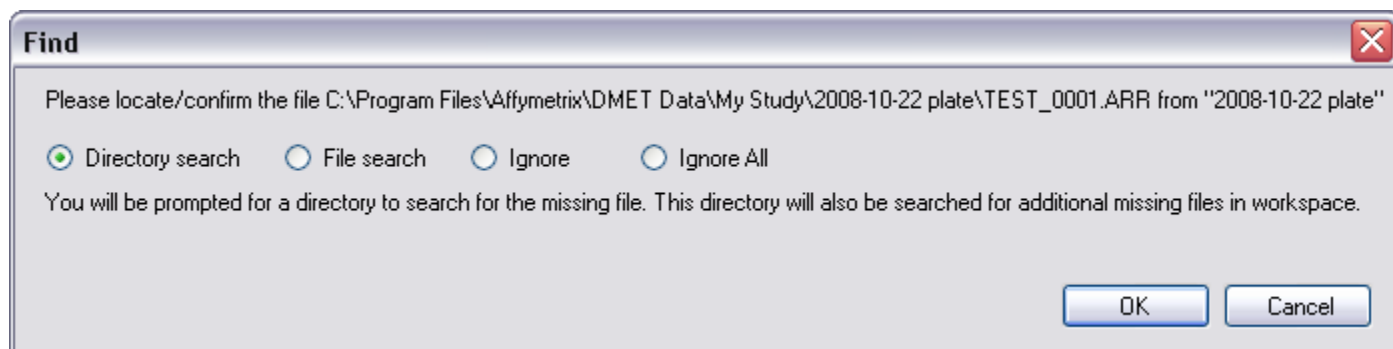 Find
Please locate/confirm the file C:\Program Files\Affymetrix\DMET Data\My Study\2008-10-22 plate\TEST_0001.ARR from "2008-10-22 plate"
Directory search File search Ignore Ignore All
You will be prompted for a directory to search for the missing file. This directory will also be searched for additional missing files in workspace.
OK Cancel